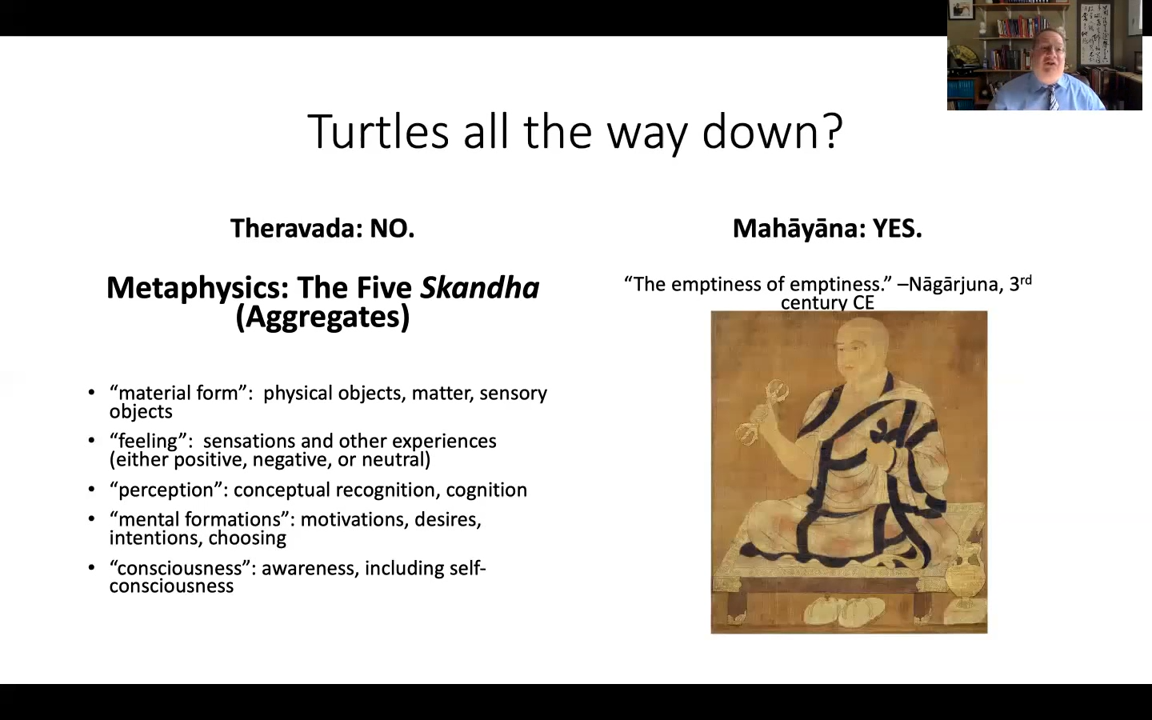 Turtles all the way down?
Theravada: NO.
Metaphysics: The Five Skandha
(Aggregates)
• “material form”: physical objects, matter, sensory
objects
• “feeling”: sensations and other experiences
(either positive, negative, or neutral)
• “perception”: conceptual recognition, cognition
• “mental formations”: motivations, desires,
intentions, choosing
• “consciousness”: awareness, including self-
consciousness
Mahāyāna: YES.
“The emptiness of emptiness.” –Nāgārjuna, 3rd
century CE